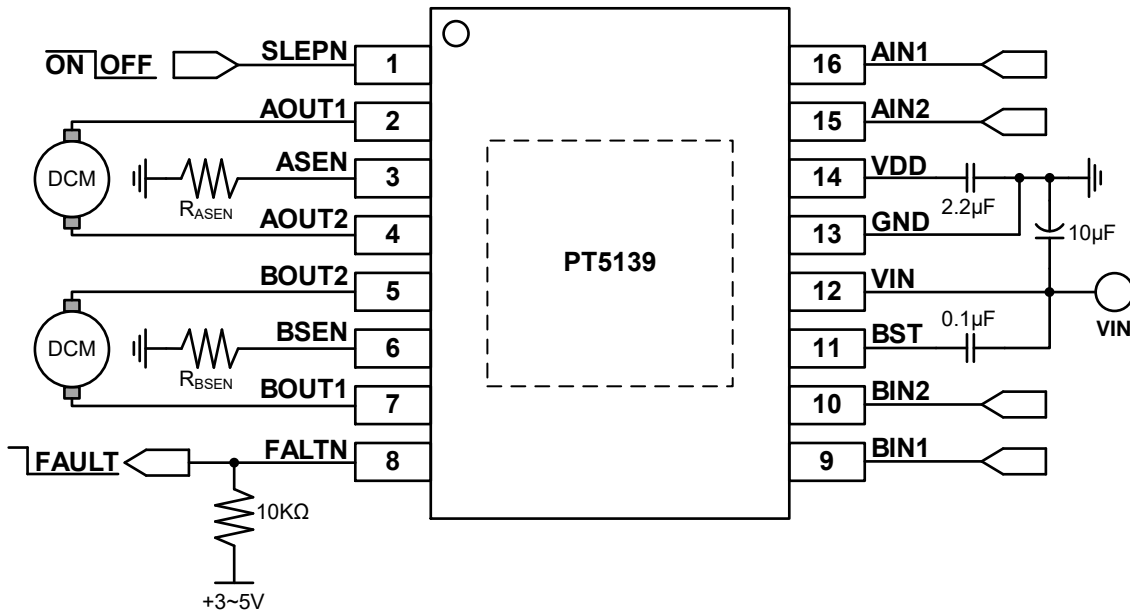 ON OFF
SLEPN
1
AOUT1
2
DCM
ASEN
3
R_ASEN
AOUT2
4
BOUT2
5
DCM
BSEN
6
R_BSEN
BOUT1
7
FAULT
FALTN
8
10KΩ
+3~5V
PT5139
16
AIN1
15
AIN2
14
VDD
2.2µF
13
GND
10µF
12
VIN
VIN
0.1µF
11
BST
10
BIN2
9
BIN1